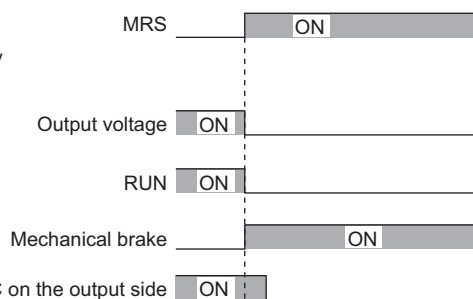 MRS ON
Output voltage ON
RUN ON
Mechanical brake ON
on the output side ON